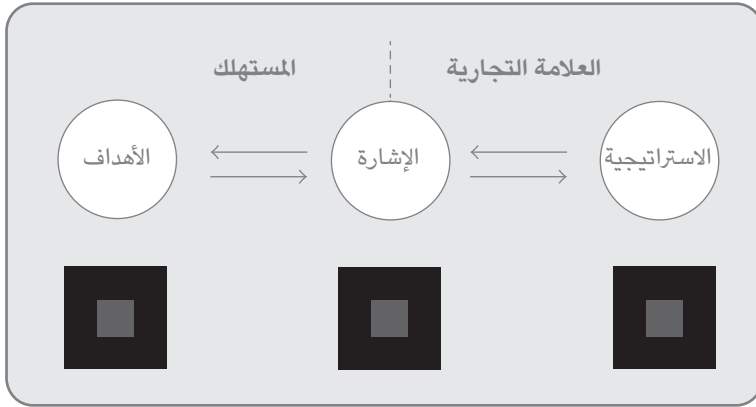 العلامة التجارية
المستهلك
الاستراتيجية
الإشارة
الأهداف